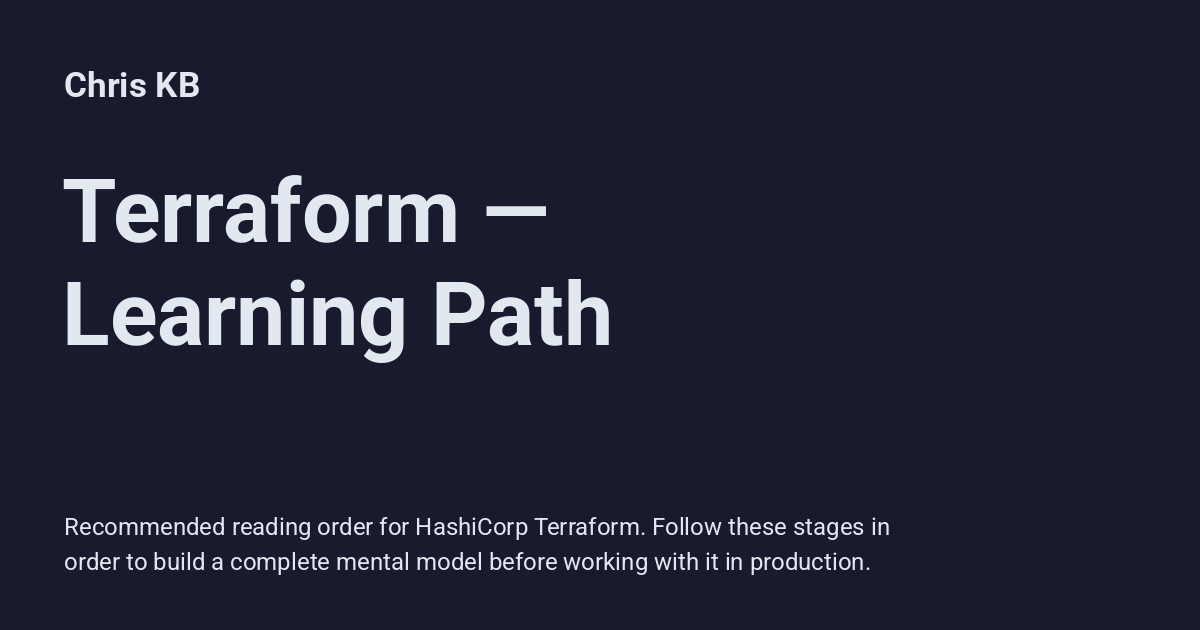 Chris KB
Terraform —
Learning Path
Recommended reading order for HashiCorp Terraform. Follow these stages in
order to build a complete mental model before working with it in production.